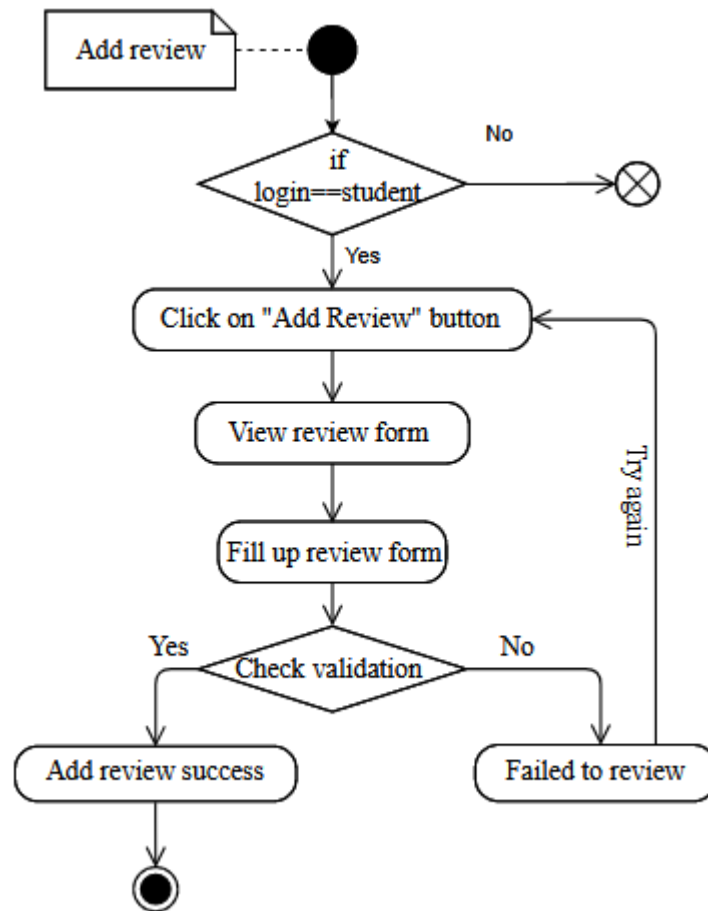 Add review
No
if
login==student
Yes
Click on "Add Review" button
View review form
Try again
Fill up review form
Yes
Check validation
No
Add review success
Failed to review